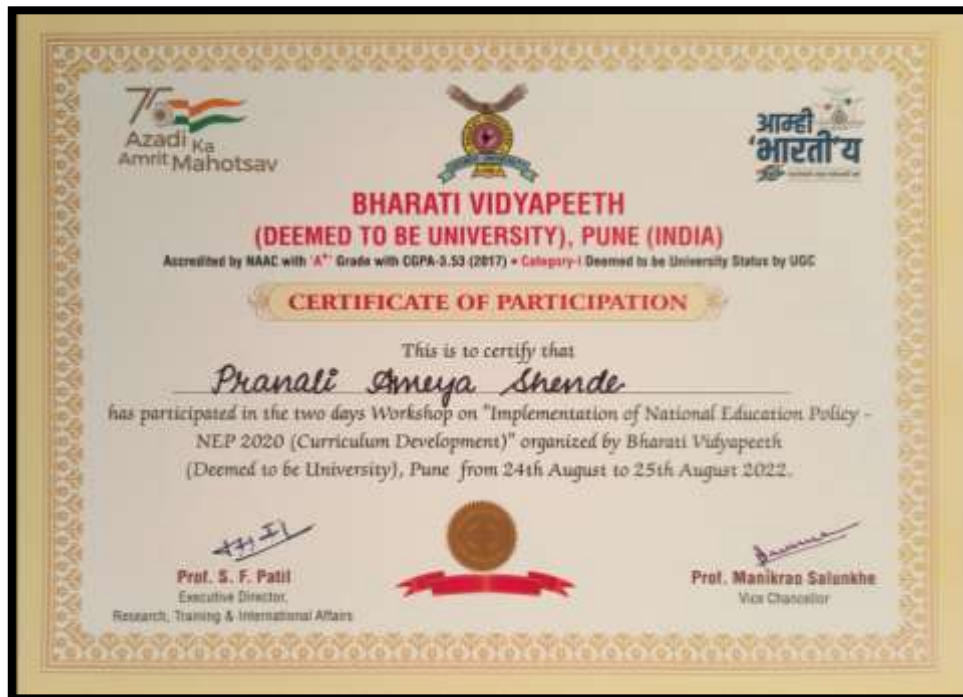 75
Azadi Ka
Amrit Mahotsav
आम्ही
'भारती'य
BHARATI VIDYAPEETH
(DEEMED TO BE UNIVERSITY), PUNE (INDIA)
Accredited by NAAC with 'A+' Grade with CGPA-3.53 (2017) • Category-I Deemed to be University Status by UGC
CERTIFICATE OF PARTICIPATION
This is to certify that
Pranali Ameya Shende
has participated in the two days Workshop on "Implementation of National Education Policy -
NEP 2020 (Curriculum Development)" organized by Bharati Vidyapeeth
(Deemed to be University), Pune from 24th August to 25th August 2022.
Prof. S. F. Patil
Executive Director,
Research, Training & International Affairs
Prof. Manikrao Salunkhe
Vice Chancellor